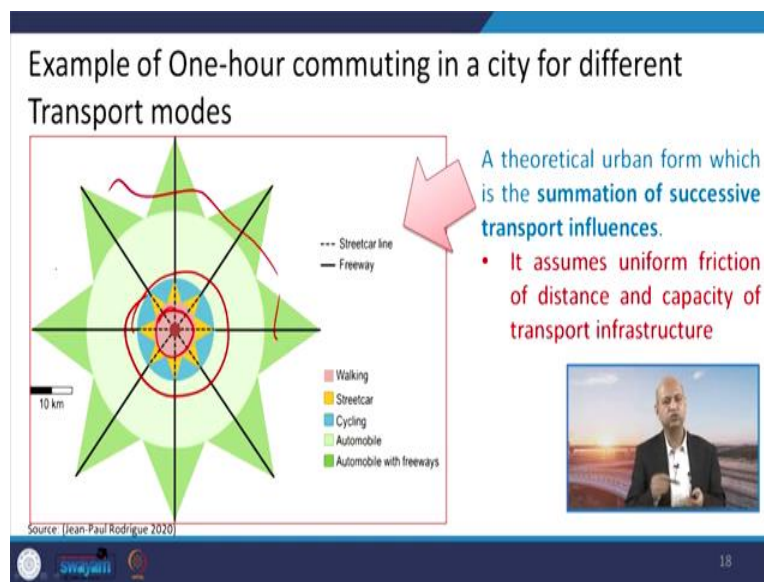 Example of One-hour commuting in a city for different
Transport modes
A theoretical urban form which
is the summation of successive
transport influences.
• It assumes uniform friction
of distance and capacity of
transport infrastructure
Streetcar line
Freeway
Walking
Streetcar
Cycling
Automobile
Automobile with freeways
10 km
Source: (Jean-Paul Rodrigue 2020)
swayam
18